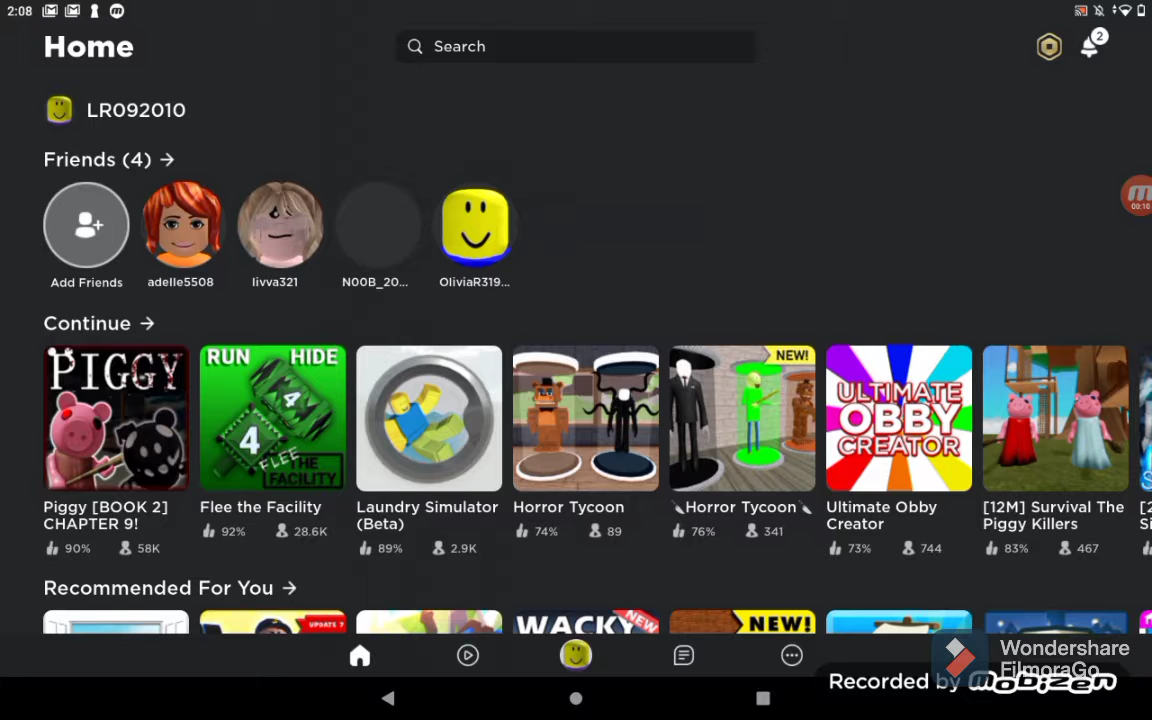 2:08
Home
Search
2
LR092010
Friends (4) →
Add Friends
adelle5508
livva321
N00B_20...
OliviaR319...
00:10
Continue →
PIGGY
RUN HIDE
4
4
FLEE
THE
FACILITY
NEW!
ULTIMATE
OBBY
CREATOR
Piggy [BOOK 2]
CHAPTER 9!
90% 58K
Flee the Facility
92% 28.6K
Laundry Simulator
(Beta)
89% 2.9K
Horror Tycoon
74% 89
🔪Horror Tycoon🔪
76% 341
Ultimate Obby
Creator
73% 744
[12M] Survival The
Piggy Killers
83% 467
Recommended For You →
UPDATE 7
WACKY
NEW
NEW!
Wondershare
FilmoraGo
Recorded by mobizen